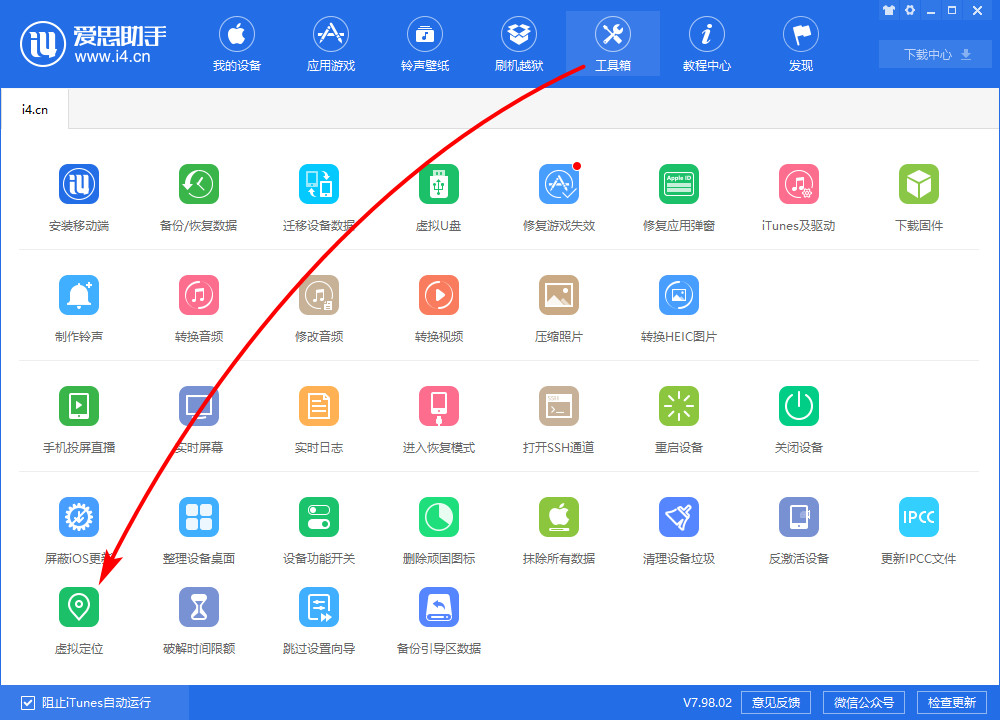 爱思助手
www.i4.cn
我的设备
应用游戏
铃声壁纸
刷机越狱
工具箱
教程中心
发现
下载中心
i4.cn
安装移动端
备份/恢复数据
迁移设备数据
虚拟U盘
修复游戏失效
Apple ID
修复应用弹窗
iTunes及驱动
下载固件
制作铃声
转换音频
修改音频
转换视频
压缩照片
转换HEIC图片
手机投屏直播
实时屏幕
实时日志
进入恢复模式
打开SSH通道
重启设备
关闭设备
屏蔽iOS更新
整理设备桌面
设备功能开关
删除顽固图标
抹除所有数据
清理设备垃圾
反激活设备
IPCC
更新IPCC文件
虚拟定位
破解时间限额
跳过设置向导
备份引导区数据
阻止iTunes自动运行
V7.98.02
意见反馈
微信公众号
检查更新